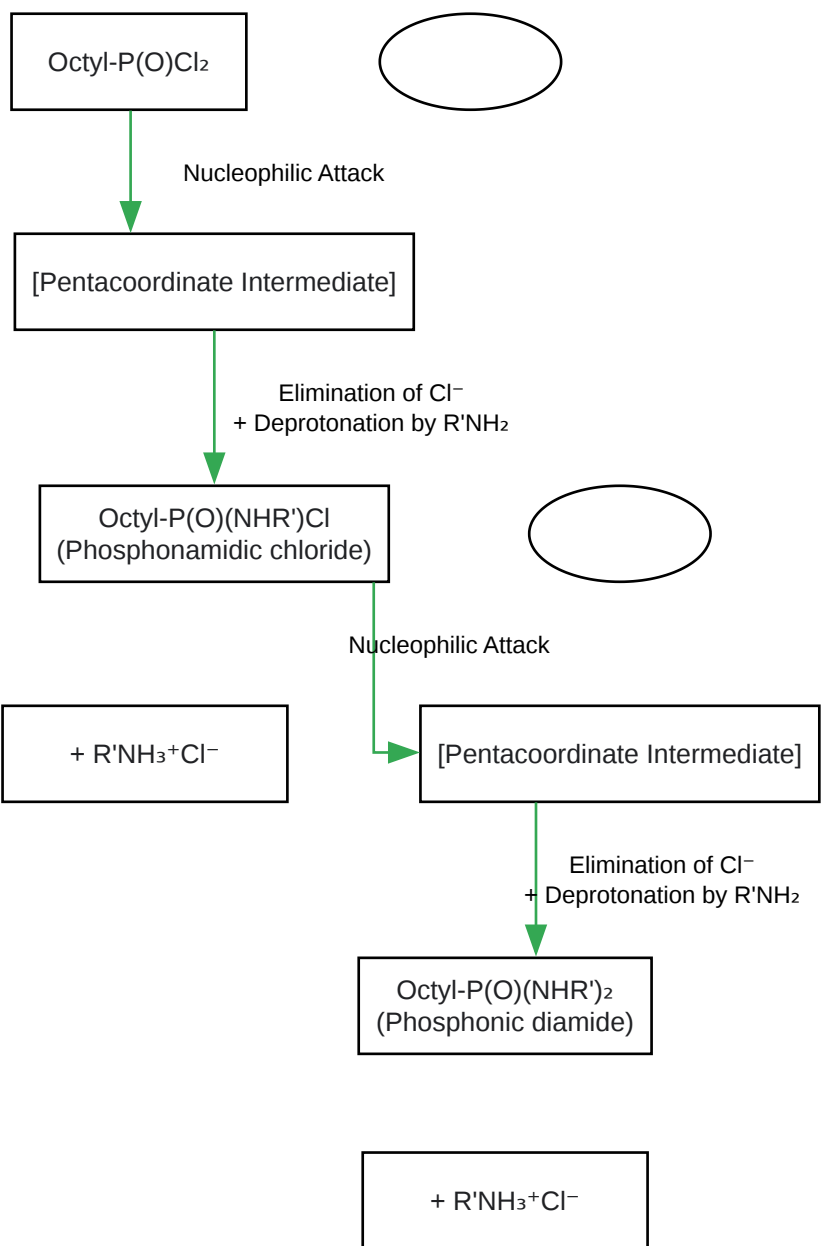 Octyl-P(O)Cl₂
Nucleophilic Attack
[Pentacoordinate Intermediate]
Elimination of Cl⁻
+ Deprotonation by R'NH₂
Octyl-P(O)(NHR')Cl
(Phosphonamidic chloride)
Nucleophilic Attack
+ R'NH₃⁺Cl⁻
[Pentacoordinate Intermediate]
Elimination of Cl⁻
+ Deprotonation by R'NH₂
Octyl-P(O)(NHR')₂
(Phosphonic diamide)
+ R'NH₃⁺Cl⁻